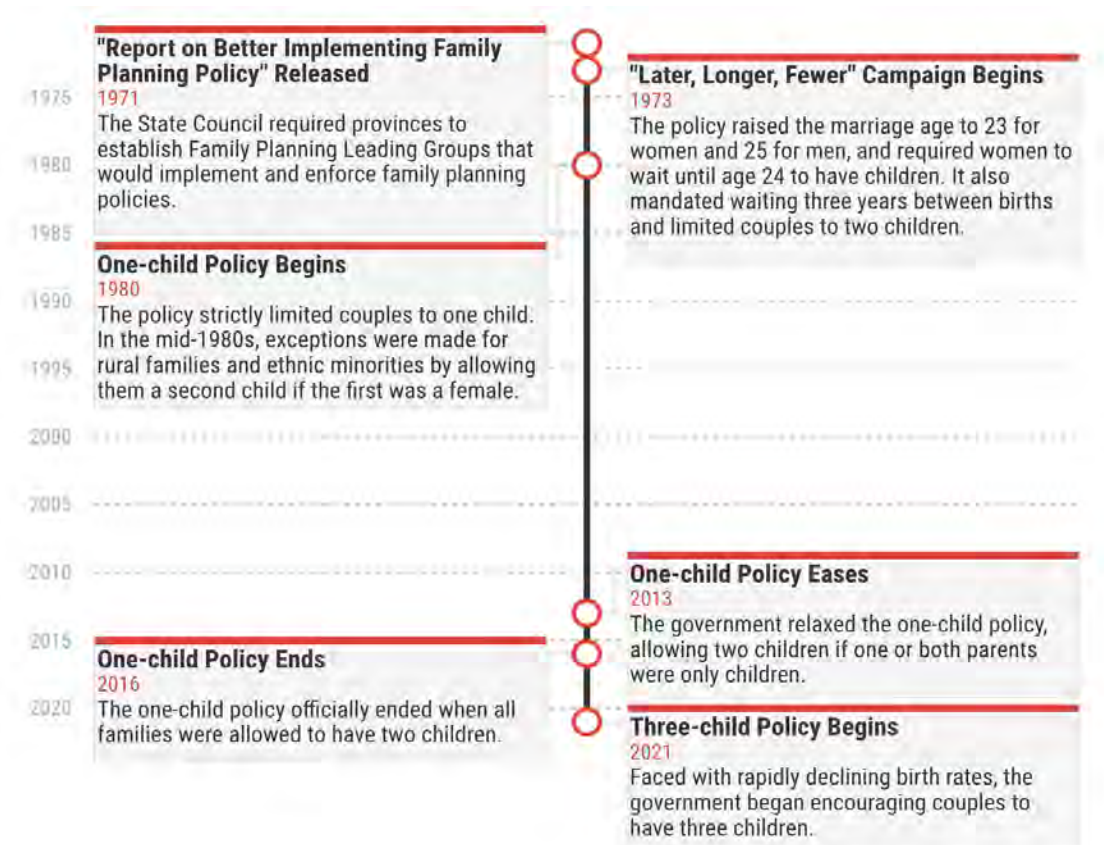 "Report on Better Implementing Family
Planning Policy" Released
1971
The State Council required provinces to
establish Family Planning Leading Groups that
would implement and enforce family planning
policies.
"Later, Longer, Fewer" Campaign Begins
1973
The policy raised the marriage age to 23 for
women and 25 for men, and required women to
wait until age 24 to have children. It also
mandated waiting three years between births
and limited couples to two children.
1975
1980
1985
One-child Policy Begins
1980
The policy strictly limited couples to one child.
In the mid-1980s, exceptions were made for
rural families and ethnic minorities by allowing
them a second child if the first was a female.
1990
1995
2000
2005
2010
One-child Policy Eases
2013
The government relaxed the one-child policy,
allowing two children if one or both parents
were only children.
2015
One-child Policy Ends
2016
The one-child policy officially ended when all
families were allowed to have two children.
2020
Three-child Policy Begins
2021
Faced with rapidly declining birth rates, the
government began encouraging couples to
have three children.